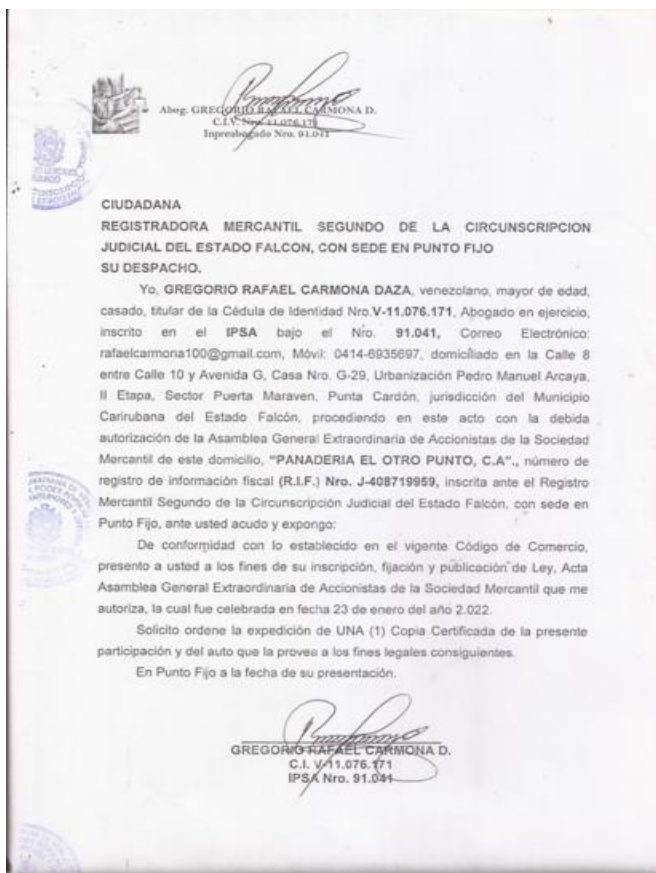 Abog. GREGORIO RAFAEL CARMONA D.
C.I.V. Nro. 11.076.171
Inpreabogado Nro. 91.041
CIUDADANA
REGISTRADORA MERCANTIL SEGUNDO DE LA CIRCUNSCRIPCION
JUDICIAL DEL ESTADO FALCON, CON SEDE EN PUNTO FIJO
SU DESPACHO.
Yo, GREGORIO RAFAEL CARMONA DAZA, venezolano, mayor de edad,
casado, titular de la Cédula de Identidad Nro.V-11.076.171, Abogado en ejercicio,
inscrito en el IPSA bajo el Nro. 91.041, Correo Electrónico:
rafaelcarmona100@gmail.com, Móvil: 0414-6935697, domiciliado en la Calle 8
entre Calle 10 y Avenida G, Casa Nro. G-29, Urbanización Pedro Manuel Arcaya,
II Etapa, Sector Puerta Maraven, Punta Cardón, jurisdicción del Municipio
Carirubana del Estado Falcón, procediendo en este acto con la debida
autorización de la Asamblea General Extraordinaria de Accionistas de la Sociedad
Mercantil de este domicilio, “PANADERIA EL OTRO PUNTO, C.A”., número de
registro de información fiscal (R.I.F.) Nro. J-408719959, inscrita ante el Registro
Mercantil Segundo de la Circunscripción Judicial del Estado Falcón, con sede en
Punto Fijo, ante usted acudo y expongo:
De conformidad con lo establecido en el vigente Código de Comercio,
presento a usted a los fines de su inscripción, fijación y publicación de Ley, Acta
Asamblea General Extraordinaria de Accionistas de la Sociedad Mercantil que me
autoriza, la cual fue celebrada en fecha 23 de enero del año 2.022.
Solicito ordene la expedición de UNA (1) Copia Certificada de la presente
participación y del auto que la provea a los fines legales consiguientes.
En Punto Fijo a la fecha de su presentación.
GREGORIO RAFAEL CARMONA D.
C.I. V-11.076.171
IPSA Nro. 91.041